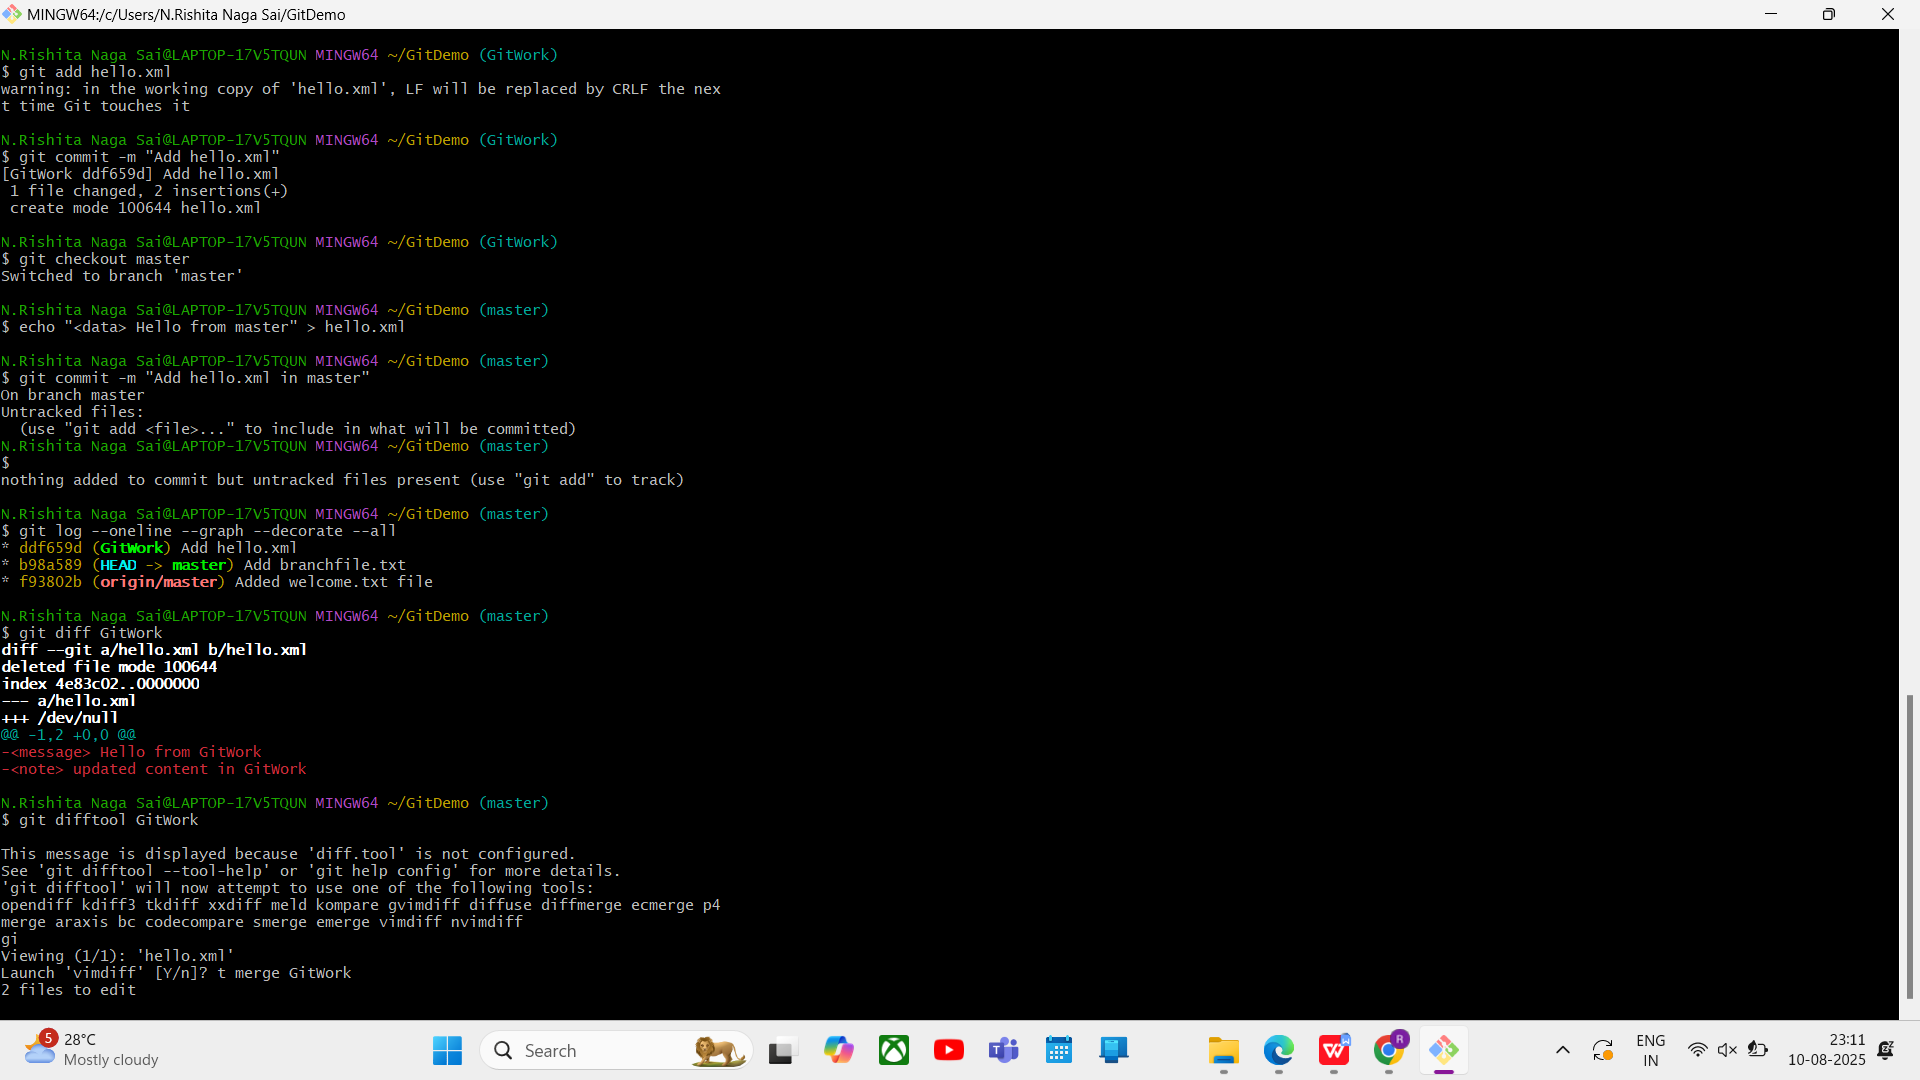 MINGW64:/c/Users/N.Rishita Naga Sai/GitDemo
N.Rishita Naga Sai@LAPTOP-17V5TQUN MINGW64 ~/GitDemo (GitWork)
$ git add hello.xml
warning: in the working copy of 'hello.xml', LF will be replaced by CRLF the nex
t time Git touches it
N.Rishita Naga Sai@LAPTOP-17V5TQUN MINGW64 ~/GitDemo (GitWork)
$ git commit -m "Add hello.xml"
[GitWork ddf659d] Add hello.xml
1 file changed, 2 insertions(+)
create mode 100644 hello.xml
N.Rishita Naga Sai@LAPTOP-17V5TQUN MINGW64 ~/GitDemo (GitWork)
$ git checkout master
Switched to branch 'master'
N.Rishita Naga Sai@LAPTOP-17V5TQUN MINGW64 ~/GitDemo (master)
$ echo "<data> Hello from master" > hello.xml
N.Rishita Naga Sai@LAPTOP-17V5TQUN MINGW64 ~/GitDemo (master)
$ git commit -m "Add hello.xml in master"
On branch master
Untracked files:
(use "git add <file>..." to include in what will be committed)
N.Rishita Naga Sai@LAPTOP-17V5TQUN MINGW64 ~/GitDemo (master)
$
nothing added to commit but untracked files present (use "git add" to track)
N.Rishita Naga Sai@LAPTOP-17V5TQUN MINGW64 ~/GitDemo (master)
$ git log --oneline --graph --decorate --all
* ddf659d (GitWork) Add hello.xml
* b98a589 (HEAD -> master) Add branchfile.txt
* f93802b (origin/master) Added welcome.txt file
N.Rishita Naga Sai@LAPTOP-17V5TQUN MINGW64 ~/GitDemo (master)
$ git diff GitWork
diff --git a/hello.xml b/hello.xml
deleted file mode 100644
index 4e83c02..0000000
--- a/hello.xml
+++ /dev/null
@@ -1,2 +0,0 @@
-<message> Hello from GitWork
-<note> updated content in GitWork
N.Rishita Naga Sai@LAPTOP-17V5TQUN MINGW64 ~/GitDemo (master)
$ git difftool GitWork
This message is displayed because 'diff.tool' is not configured.
See 'git difftool --tool-help' or 'git help config' for more details.
'git difftool' will now attempt to use one of the following tools:
opendiff kdiff3 tkdiff xxdiff meld kompare gvimdiff diffuse diffmerge ecmerge p4
merge araxis bc codecompare smerge emerge vimdiff nvimdiff
gi
Viewing (1/1): 'hello.xml'
Launch 'vimdiff' [Y/n]? t merge GitWork
2 files to edit
5
28°C
Mostly cloudy
Search
R
ENG
IN
23:11
10-08-2025